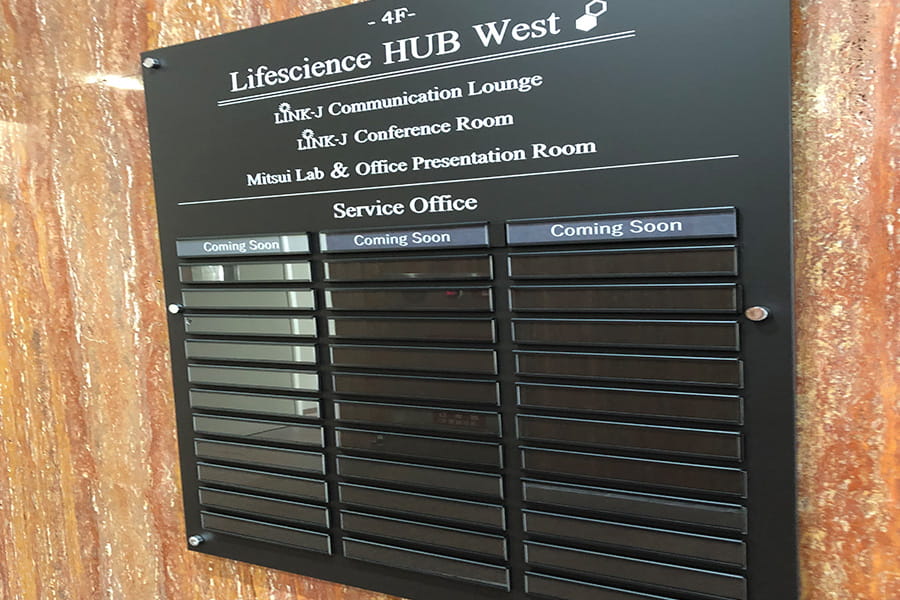 - 4F-
Lifescience HUB West
LINK-J Communication Lounge
LINK-J Conference Room
Mitsui Lab & Office Presentation Room
Service Office
Coming Soon Coming Soon Coming Soon